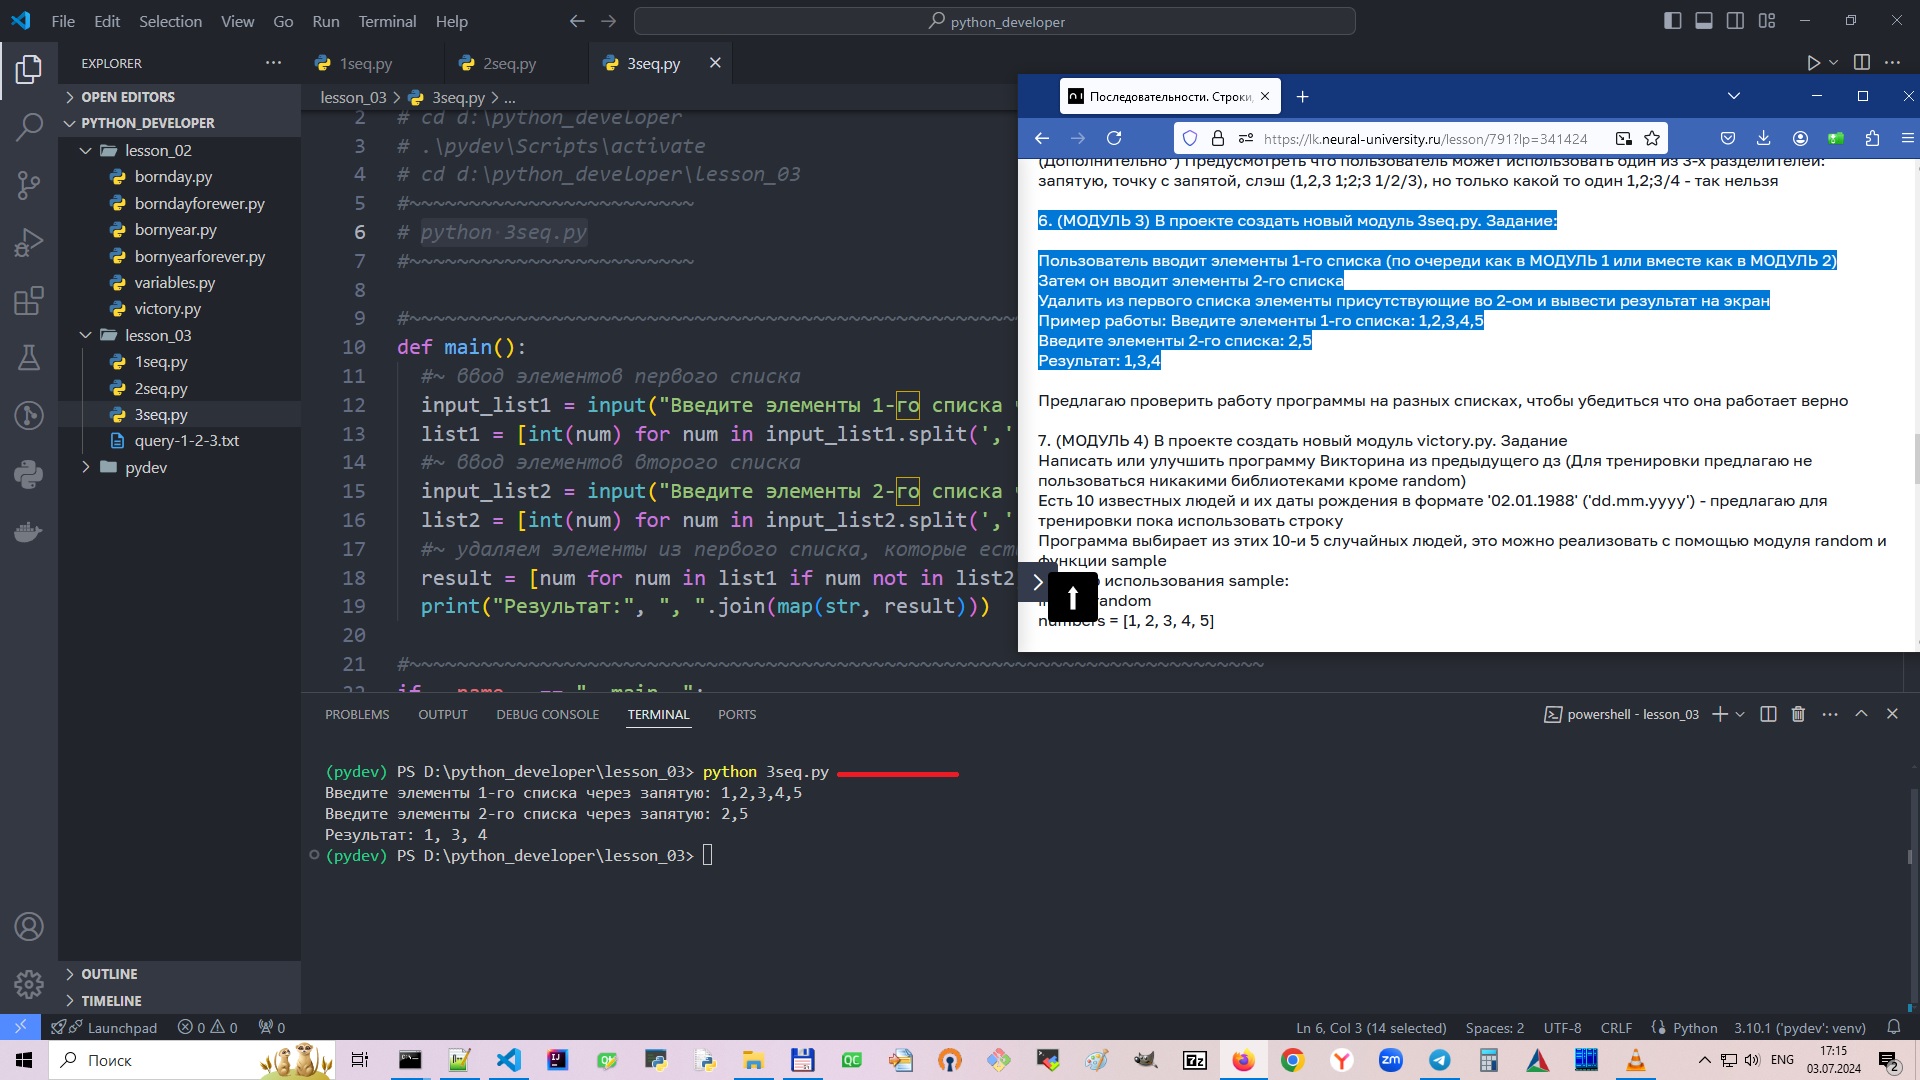 File Edit Selection View Go Run Terminal Help
python_developer
EXPLORER
OPEN EDITORS
PYTHON_DEVELOPER
lesson_02
bornday.py
borndayforewer.py
bornyear.py
bornyearforever.py
variables.py
victory.py
lesson_03
1seq.py
2seq.py
3seq.py
query-1-2-3.txt
pydev
OUTLINE
TIMELINE
1seq.py 2seq.py 3seq.py
lesson_03 > 3seq.py > ...
2 # cd d:\python_developer
3 # .\pydev\Scripts\activate
4 # cd d:\python_developer\lesson_03
5 #~~~~~~~~~~~~~~~~~~~~~~~~
6 # python 3seq.py
7 #~~~~~~~~~~~~~~~~~~~~~~~~
8
9 #~~~~~~~~~~~~~~~~~~~~~~~~~~~~~~~~~~~~~~~~~~~~~~~~~~~~
10 def main():
11 #~ ввод элементов первого списка
12 input_list1 = input("Введите элементы 1-го списка
13 list1 = [int(num) for num in input_list1.split(','
14 #~ ввод элементов второго списка
15 input_list2 = input("Введите элементы 2-го списка
16 list2 = [int(num) for num in input_list2.split(','
17 #~ удаляем элементы из первого списка, которые ест
18 result = [num for num in list1 if num not in list2
19 print("Результат:", ", ".join(map(str, result)))
20
21 #~~~~~~~~~~~~~~~~~~~~~~~~~~~~~~~~~~~~~~~~~~~~~~~~~~~~~~~~~~~~~~~~~~~~~~~~
22 if __name__ == "__main__":
Последовательности. Строки,
https://lk.neural-university.ru/lesson/791?lp=341424
(Дополнительно*) Предусмотреть что пользователь может использовать один из 3-х разделителей:
запятую, точку с запятой, слэш (1,2,3 1;2;3 1/2/3), но только какой то один 1,2;3/4 - так нельзя
6. (МОДУЛЬ 3) В проекте создать новый модуль 3seq.py. Задание:
Пользователь вводит элементы 1-го списка (по очереди как в МОДУЛЬ 1 или вместе как в МОДУЛЬ 2)
Затем он вводит элементы 2-го списка
Удалить из первого списка элементы присутствующие во 2-ом и вывести результат на экран
Пример работы: Введите элементы 1-го списка: 1,2,3,4,5
Введите элементы 2-го списка: 2,5
Результат: 1,3,4
Предлагаю проверить работу программы на разных списках, чтобы убедиться что она работает верно
7. (МОДУЛЬ 4) В проекте создать новый модуль victory.py. Задание
Написать или улучшить программу Викторина из предыдущего дз (Для тренировки предлагаю не
пользоваться никакими библиотеками кроме random)
Есть 10 известных людей и их даты рождения в формате '02.01.1988' ('dd.mm.yyyy') - предлагаю для
тренировки пока использовать строку
Программа выбирает из этих 10-и 5 случайных людей, это можно реализовать с помощью модуля random и
функции sample
использования sample:
random
numbers = [1, 2, 3, 4, 5]
PROBLEMS OUTPUT DEBUG CONSOLE TERMINAL PORTS
powershell - lesson_03
(pydev) PS D:\python_developer\lesson_03> python 3seq.py
Введите элементы 1-го списка через запятую: 1,2,3,4,5
Введите элементы 2-го списка через запятую: 2,5
Результат: 1, 3, 4
(pydev) PS D:\python_developer\lesson_03>
Launchpad 0 0 0
Ln 6, Col 3 (14 selected) Spaces: 2 UTF-8 CRLF Python 3.10.1 ('pydev': venv)
Поиск
ENG
17:15
03.07.2024
2